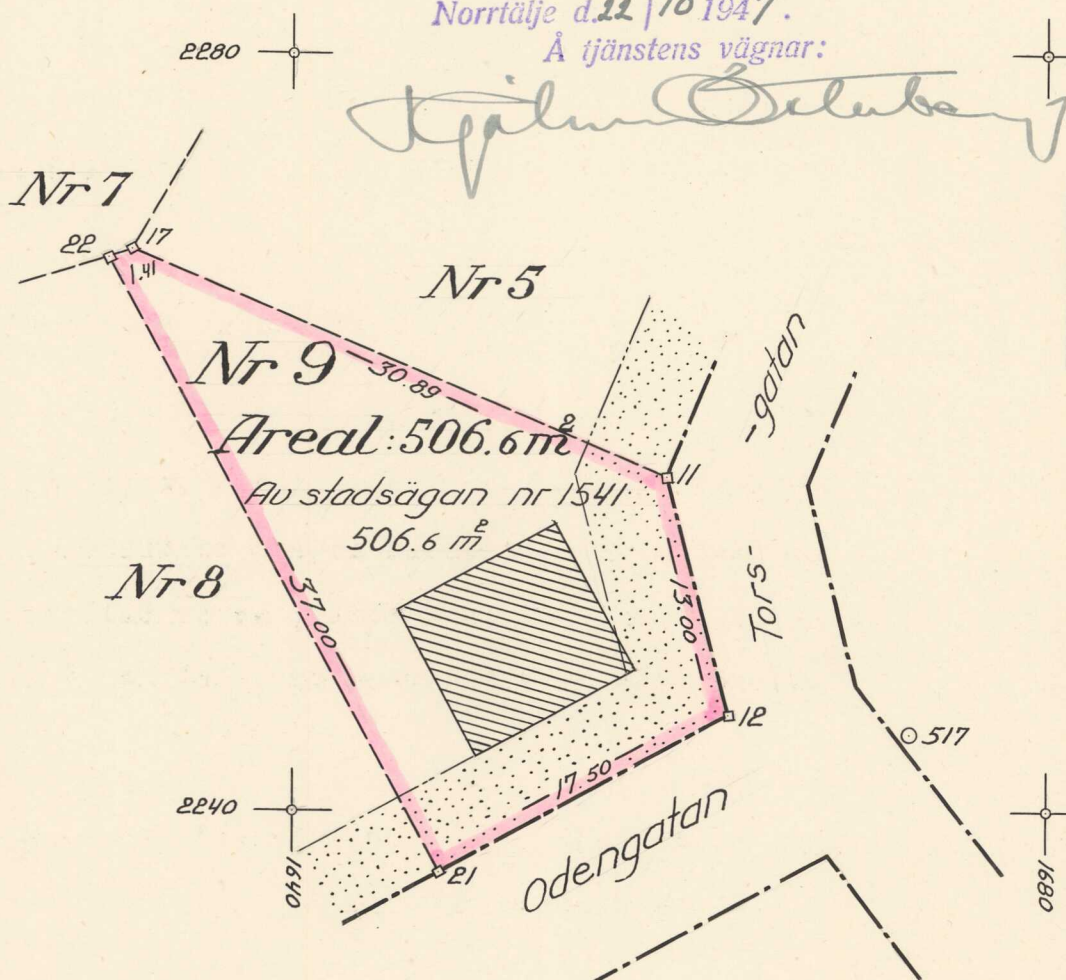 Norrtälje d. 22/10 1947.
Å tjänstens vägnar:
2280
Nr 7
22
17
1.41
Nr 5
-gatan
Nr 9
30.89
Areal: 506.6 m²
11
Av stadsägan nr 1541
506.6 m²
Nr 8
37.00
13.00
Tors-
12
517
17.50
2240
Odengatan
21
1640
1680